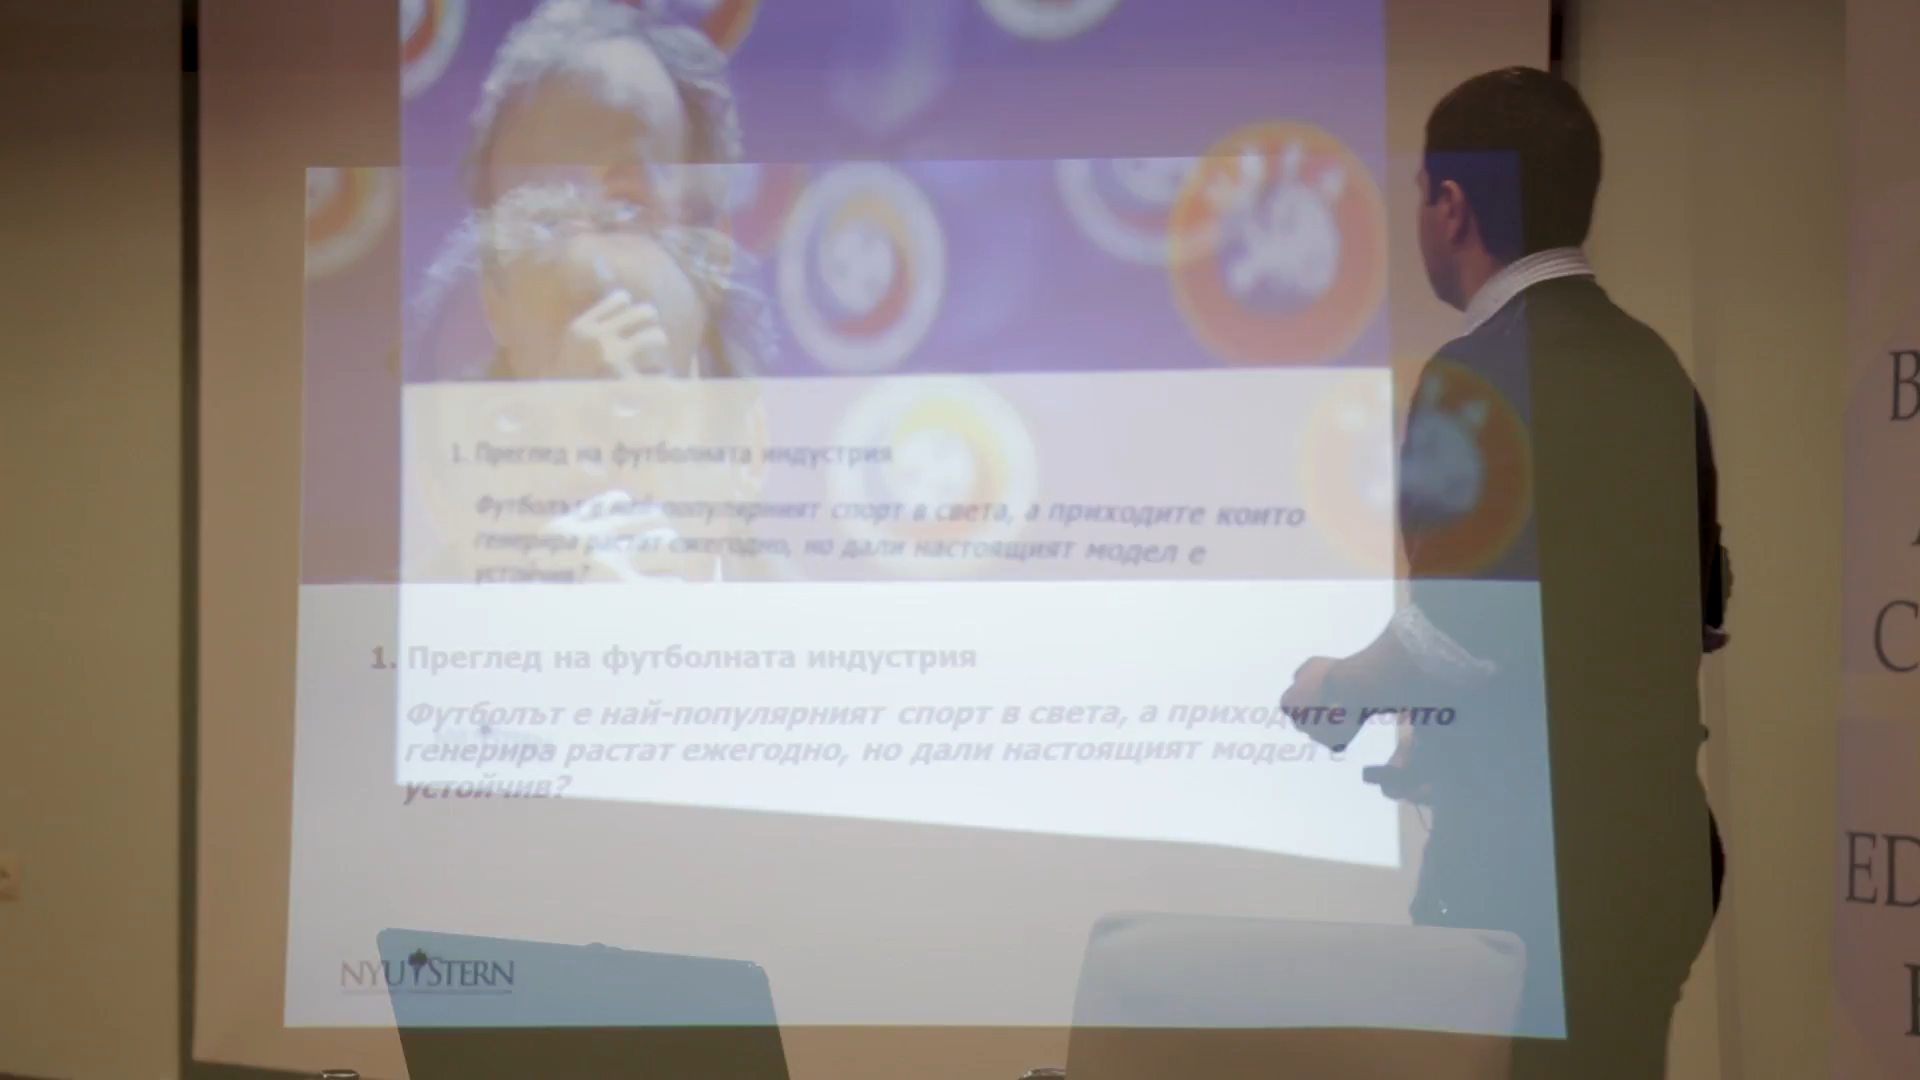 1. Преглед на футболната индустрия
Футболът е най-популярният спорт в света, а приходите които
генерира растат ежегодно, но дали настоящият модел е
устойчив?
1. Преглед на футболната индустрия
Футболът е най-популярният спорт в света, а приходите които
генерира растат ежегодно, но дали настоящият модел е
устойчив?
NYU STERN
B
C
ED